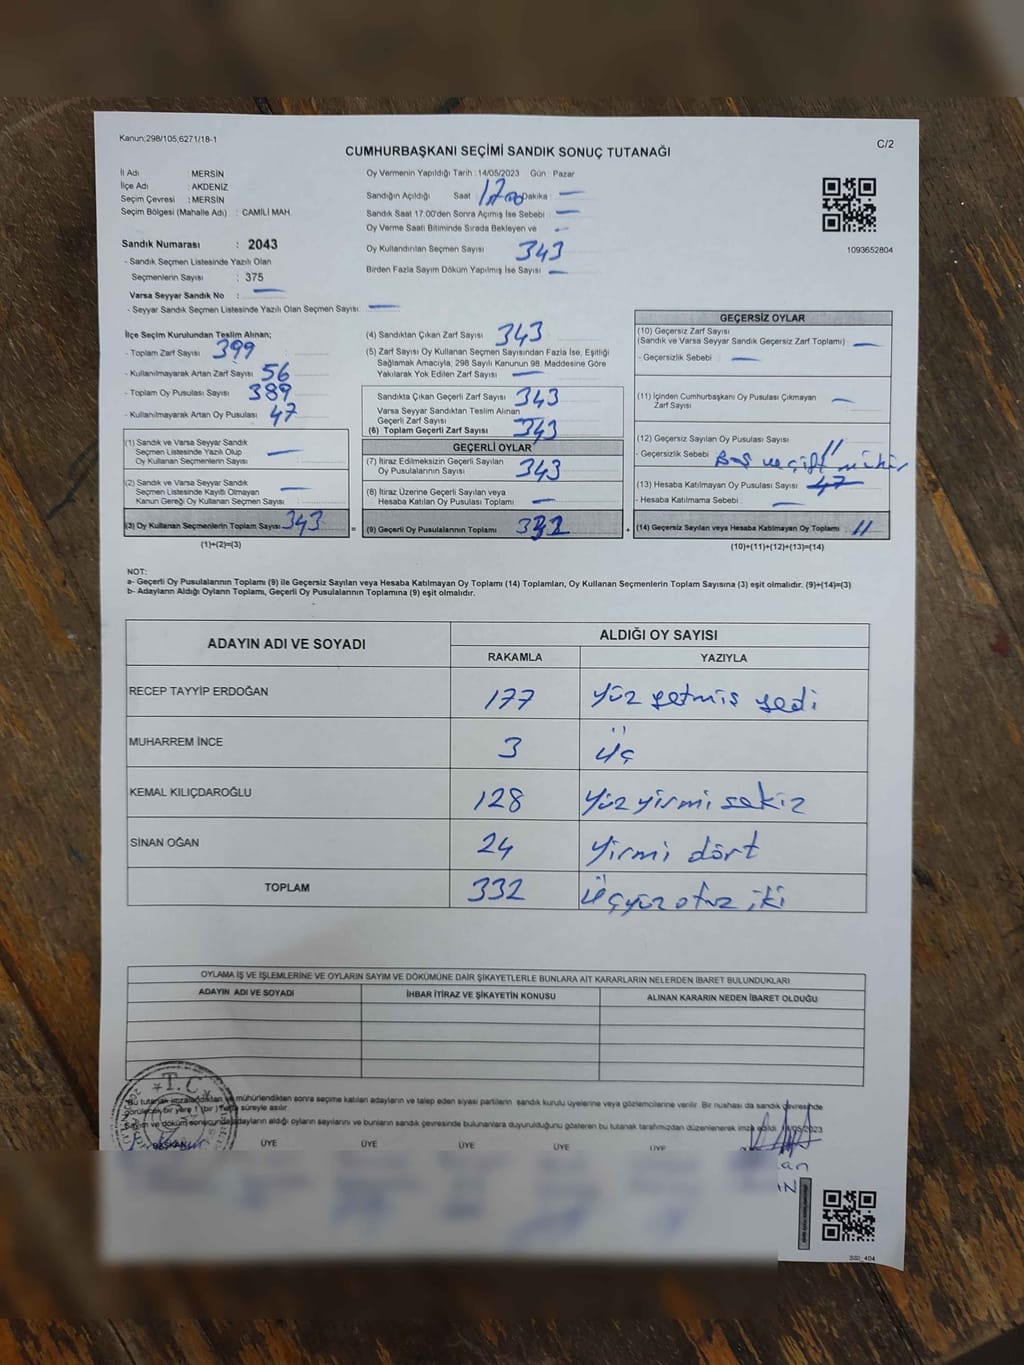 Kanun;298/105,6271/18-1
C/2
CUMHURBAŞKANI SEÇİMİ SANDIK SONUÇ TUTANAĞI
İl Adı : MERSİN
İlçe Adı : AKDENİZ
Seçim Çevresi : MERSİN
Seçim Bölgesi (Mahalle Adı) : CAMİLİ MAH.
Oy Vermenin Yapıldığı Tarih : 14/05/2023 Gün : Pazar
Sandığın Açıldığı Saat 17.00 Dakika : —
Sandık Saat 17.00'den Sonra Açımış İse Sebebi : —
Oy Verme Saati Bitiminde Sırada Bekleyen ve -
Oy Kullandırılan Seçmen Sayısı 343
Birden Fazla Sayım Döküm Yapılmış İse Sayısı —
1093652804
Sandık Numarası : 2043
- Sandık Seçmen Listesinde Yazılı Olan
Seçmenlerin Sayısı : 375
Varsa Seyyar Sandık No : —
- Seyyar Sandık Seçmen Listesinde Yazılı Olan Seçmen Sayısı: —
İlçe Seçim Kurulundan Teslim Alınan;
- Toplam Zarf Sayısı 399
- Kullanılmayarak Artan Zarf Sayısı 56
- Toplam Oy Pusulası Sayısı 389
- Kullanılmayarak Artan Oy Pusulası : 47
(1) Sandık ve Varsa Seyyar Sandık
Seçmen Listesinde Yazılı Olup
Oy Kullanan Seçmenlerin Sayısı : —
(2) Sandık ve Varsa Seyyar Sandık
Seçmen Listesinde Kayıtlı Olmayan
Kanun Gereği Oy Kullanan Seçmen Sayısı : —
(3) Oy Kullanan Seçmenlerin Toplam Sayısı 343 =
(1)+(2)=(3)
(4) Sandıktan Çıkan Zarf Sayısı 343
(5) Zarf Sayısı Oy Kullanan Seçmen Sayısından Fazla İse, Eşitliği
Sağlamak Amacıyla, 298 Sayılı Kanunun 98. Maddesine Göre
Yakılarak Yok Edilen Zarf Sayısı —
Sandıkta Çıkan Geçerli Zarf Sayısı 343
Varsa Seyyar Sandıktan Teslim Alınan
Geçerli Zarf Sayısı —
(6) Toplam Geçerli Zarf Sayısı 343
GEÇERLİ OYLAR
(7) İtiraz Edilmeksizin Geçerli Sayılan
Oy Pusulalarının Sayısı 343
(8) İtiraz Üzerine Geçerli Sayılan veya
Hesaba Katılan Oy Pusulası Toplamı —
(9) Geçerli Oy Pusulalarının Toplamı 332 +
GEÇERSİZ OYLAR
(10) Geçersiz Zarf Sayısı
(Sandık ve Varsa Seyyar Sandık Geçersiz Zarf Toplamı) —
- Geçersizlik Sebebi : —
(11) İçinden Cumhurbaşkanı Oy Pusulası Çıkmayan
Zarf Sayısı —
(12) Geçersiz Sayılan Oy Pusulası Sayısı 11
- Geçersizlik Sebebi Boş ve çift mühür
(13) Hesaba Katılmayan Oy Pusulası Sayısı 47
- Hesaba Katılmama Sebebi : —
(14) Geçersiz Sayılan veya Hesaba Katılmayan Oy Toplamı 11
(10)+(11)+(12)+(13)=(14)
NOT:
a- Geçerli Oy Pusulalarının Toplamı (9) ile Geçersiz Sayılan veya Hesaba Katılmayan Oy Toplamı (14) Toplamları, Oy Kullanan Seçmenlerin Toplam Sayısına (3) eşit olmalıdır. (9)+(14)=(3)
b- Adayların Aldığı Oyların Toplamı, Geçerli Oy Pusulalarının Toplamına (9) eşit olmalıdır.
ADAYIN ADI VE SOYADI ALDIĞI OY SAYISI
RAKAMLA YAZIYLA
RECEP TAYYİP ERDOĞAN 177 Yüz yetmiş yedi
MUHARREM İNCE 3 Üç
KEMAL KILIÇDAROĞLU 128 Yüz yirmi sekiz
SİNAN OĞAN 24 Yirmi dört
TOPLAM 332 Üçyüz otuz iki
OYLAMA İŞ VE İŞLEMLERİNE VE OYLARIN SAYIM VE DÖKÜMÜNE DAİR ŞİKAYETLERLE BUNLARA AİT KARARLARIN NELERDEN İBARET BULUNDUKLARI
ADAYIN ADI VE SOYADI İHBAR İTİRAZ VE ŞİKAYETİN KONUSU ALINAN KARARIN NEDEN İBARET OLDUĞU
T.C
Bu tutanak imzalandıktan ve mühürlendikten sonra seçime katılan adayların ve talep eden siyasi partilerin sandık kurulu üyelerine veya gözlemcilerine verilir. Bir nushası da sandık çevresinde
görülecek bir yere 1 (bir) hafta süreyle asılır.
Sayım ve döküm sonucunda adayların aldığı oyların sayılarını ve bunların sandık çevresinde bulunanlara duyurulduğunu gösteren bu tutanak tarafımızdan düzenlenerek imza edildi. 14/05/2023
BAŞKAN ÜYE ÜYE ÜYE ÜYE ÜYE
SSI_404